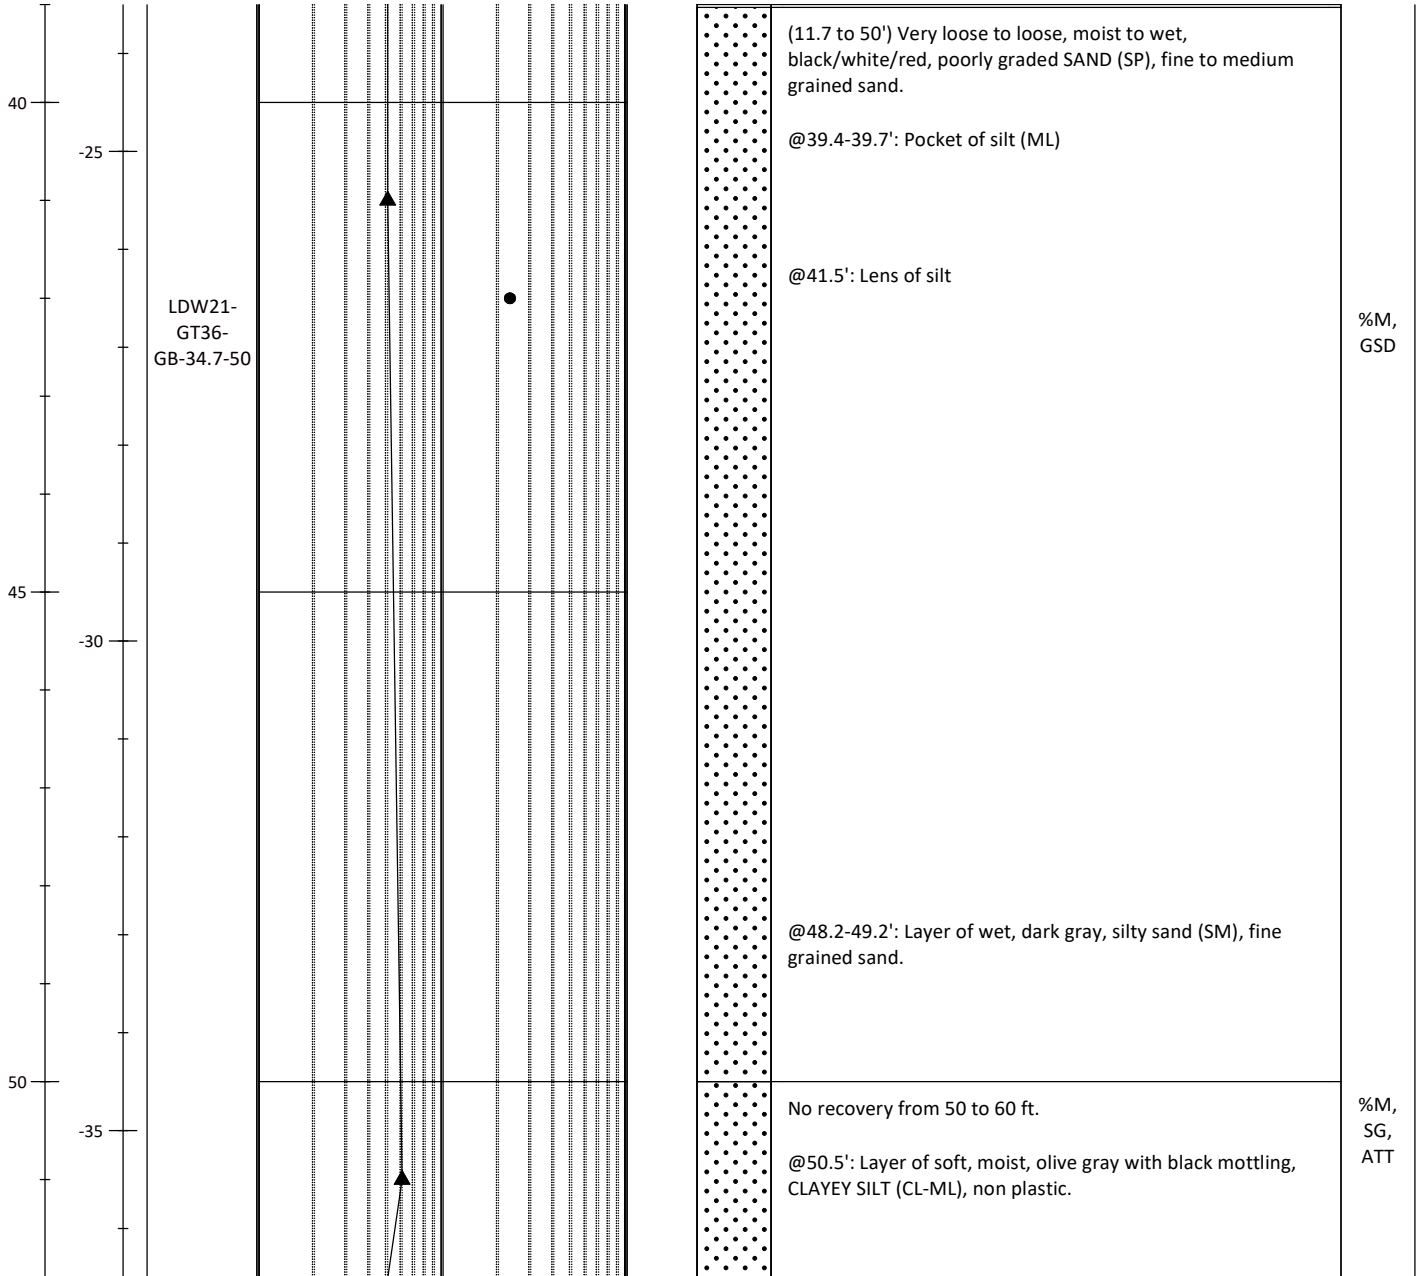 (11.7 to 50') Very loose to loose, moist to wet,
black/white/red, poorly graded SAND (SP), fine to medium
grained sand.
40
-25
@39.4-39.7': Pocket of silt (ML)
@41.5': Lens of silt
LDW21-
GT36-
GB-34.7-50
%M,
GSD
45
-30
@48.2-49.2': Layer of wet, dark gray, silty sand (SM), fine
grained sand.
50
-35
No recovery from 50 to 60 ft.
@50.5': Layer of soft, moist, olive gray with black mottling,
CLAYEY SILT (CL-ML), non plastic.
%M,
SG,
ATT